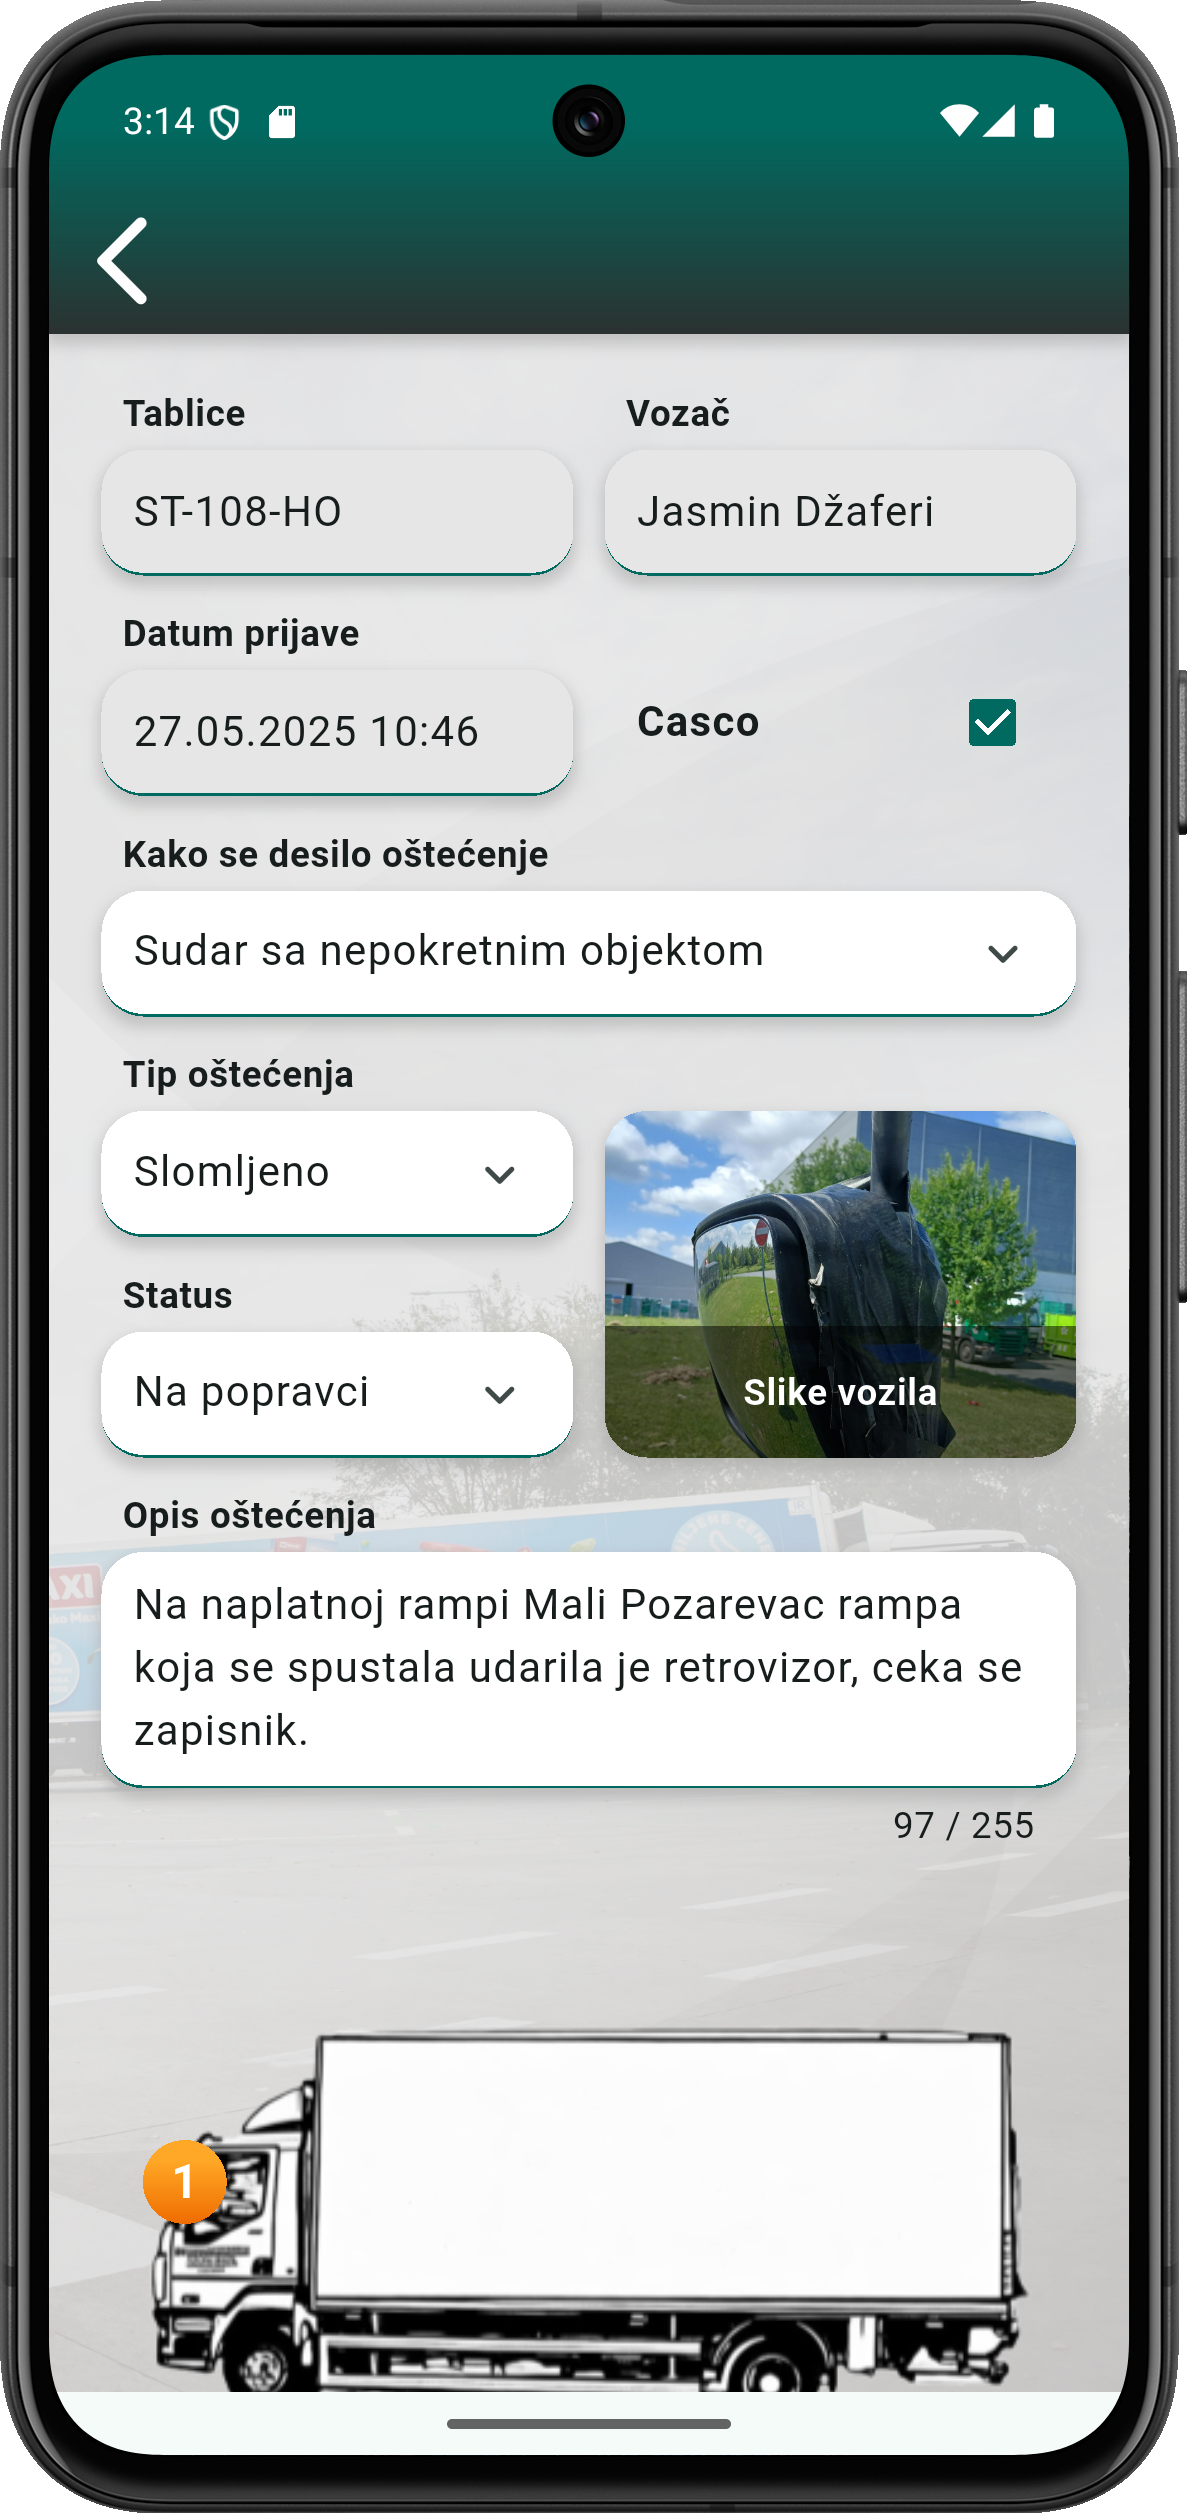 3:14
Tablice
Vozač
ST-108-HO
Jasmin Džaferi
Datum prijave
27.05.2025 10:46
Casco
Kako se desilo oštećenje
Sudar sa nepokretnim objektom
Tip oštećenja
Slomljeno
Status
Na popravci
Slike vozila
Opis oštećenja
Na naplatnoj rampi Mali Pozarevac rampa
koja se spustala udarila je retrovizor, ceka se
zapisnik.
97 / 255
1